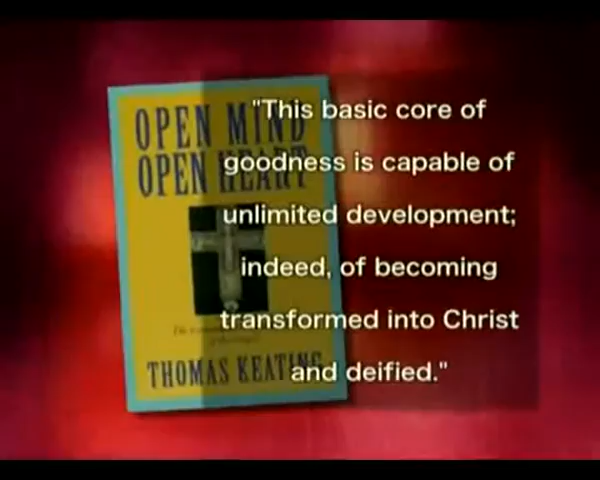 OPEN MIND
OPEN HEART
THOMAS KEATING
"This basic core of
goodness is capable of
unlimited development;
indeed, of becoming
transformed into Christ
and deified."